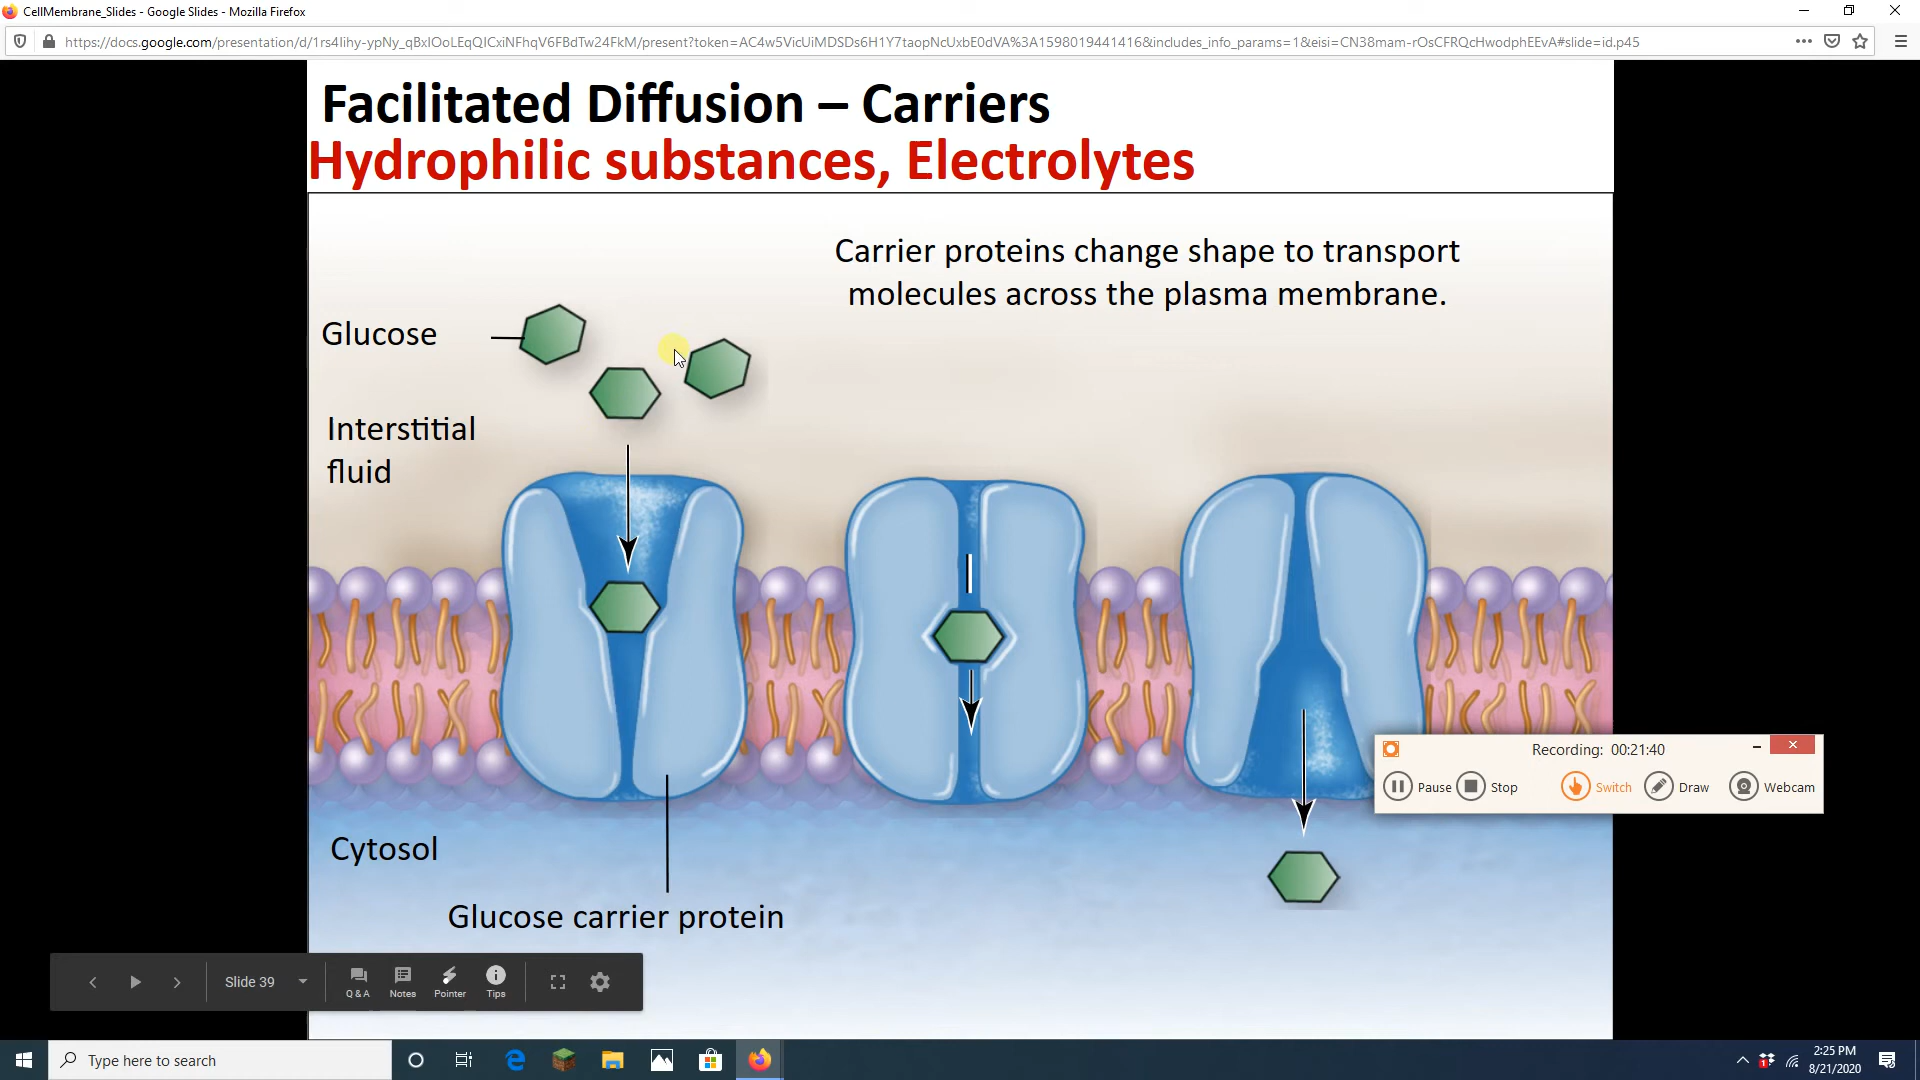 CellMembrane_Slides - Google Slides - Mozilla Firefox
https://docs.google.com/presentation/d/1rs4Iihy-ypNy_qBxIOoLEqQICxiNFhqV6FBdTw24FkM/present?token=AC4w5VicUiMDSDs6H1Y7taopNcUxbE0dVA%3A1598019441416&includes_info_params=1&eisi=CN38mam-rOsCFRQcHwodphEEvA#slide=id.p45
Facilitated Diffusion – Carriers
Hydrophilic substances, Electrolytes
Carrier proteins change shape to transport
molecules across the plasma membrane.
Glucose
Interstitial
fluid
Recording: 00:21:40
Pause Stop Switch Draw Webcam
Cytosol
Glucose carrier protein
Slide 39
Q & A Notes Pointer Tips
Type here to search
1
2:25 PM
8/21/2020